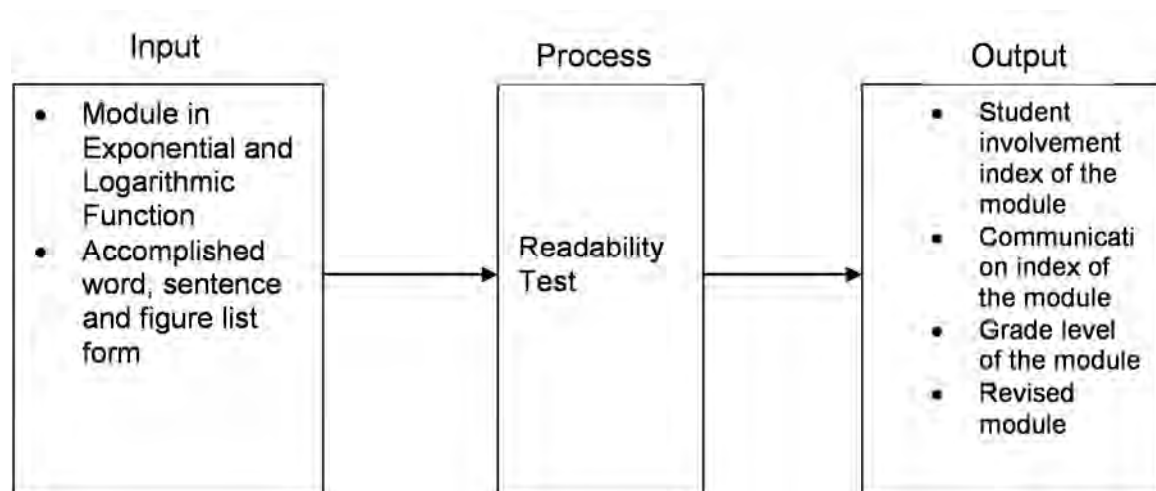 Input
Module in
Exponential and
Logarithmic
Function
Accomplished
word, sentence
and figure list
form
Process
Readability
Test
Output
Student
involvement
index of the
module
Communicati
on index of
the module
Grade level
of the module
Revised
module